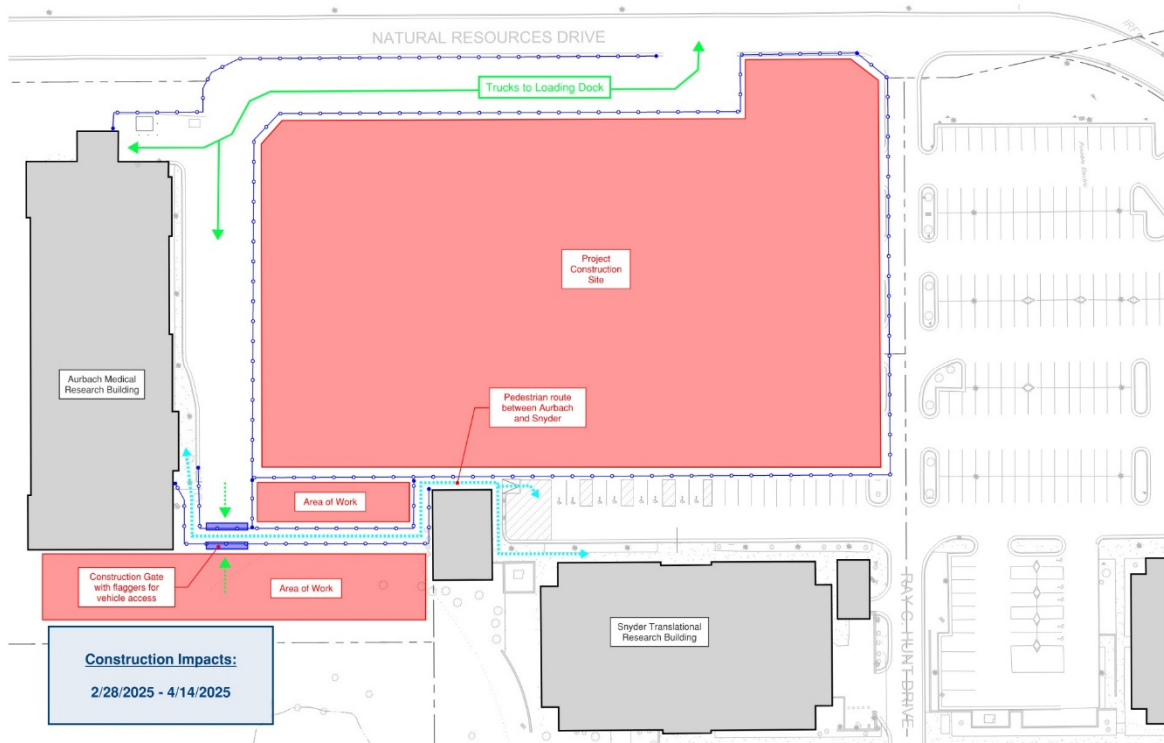 NATURAL RESOURCES DRIVE
Trucks to Loading Dock
Project
Construction
Site
Aurbach Medical
Research Building
Pedestrian route
between Aurbach
and Snyder
Area of Work
Construction Gate
with flaggers for
vehicle access
Area of Work
Snyder Translational
Research Building
RAY C. HUNT DRIVE
Construction Impacts:
2/28/2025 - 4/14/2025